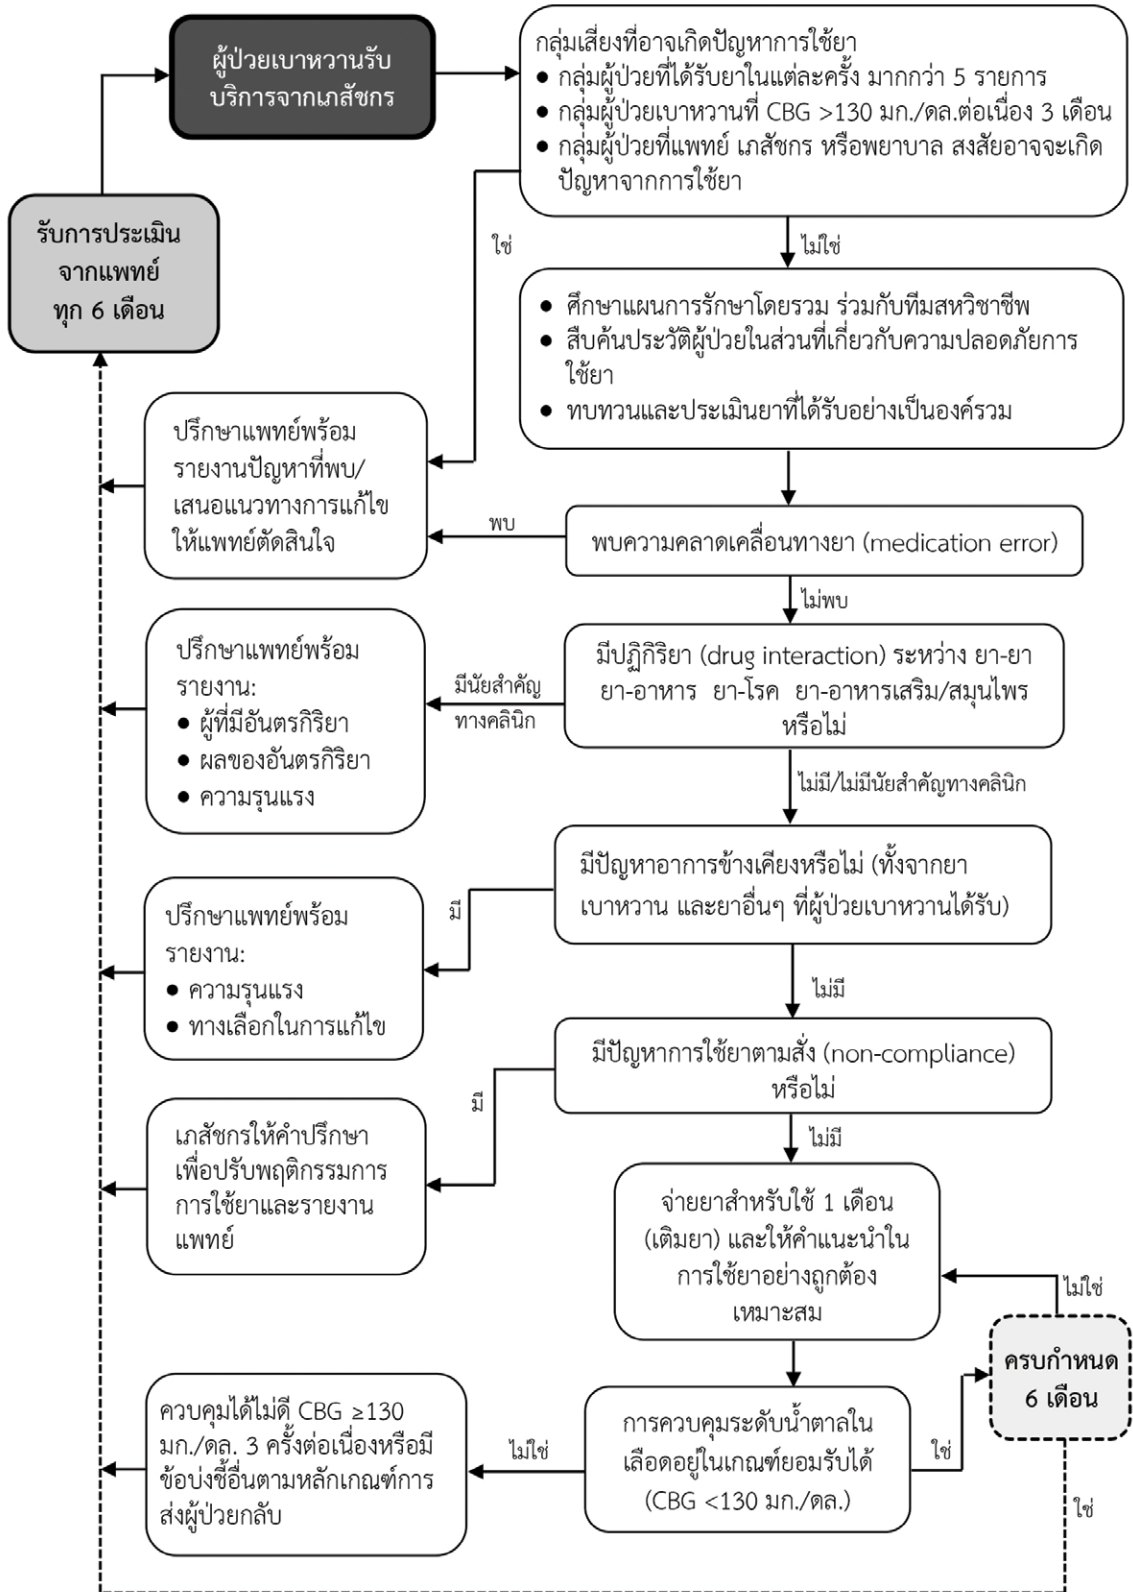 ผู้ป่วยเบาหวานรับ
บริการจากเภสัชกร
กลุ่มเสี่ยงที่อาจเกิดปัญหาการใช้ยา
● กลุ่มผู้ป่วยที่ได้รับยาในแต่ละครั้ง มากกว่า 5 รายการ
● กลุ่มผู้ป่วยเบาหวานที่ CBG >130 มก./ดล.ต่อเนื่อง 3 เดือน
● กลุ่มผู้ป่วยที่แพทย์ เภสัชกร หรือพยาบาล สงสัยอาจจะเกิด
ปัญหาจากการใช้ยา
รับการประเมิน
จากแพทย์
ทุก 6 เดือน
ใช่
ไม่ใช่
● ศึกษาแผนการรักษาโดยรวม ร่วมกับทีมสหวิชาชีพ
● สืบค้นประวัติผู้ป่วยในส่วนที่เกี่ยวกับความปลอดภัยการ
ใช้ยา
● ทบทวนและประเมินยาที่ได้รับอย่างเป็นองค์รวม
ปรึกษาแพทย์พร้อม
รายงานปัญหาที่พบ/
เสนอแนวทางการแก้ไข
ให้แพทย์ตัดสินใจ
พบ
พบความคลาดเคลื่อนทางยา (medication error)
ไม่พบ
ปรึกษาแพทย์พร้อม
รายงาน:
● ผู้ที่มีอันตรกิริยา
● ผลของอันตรกิริยา
● ความรุนแรง
มีนัยสำคัญ
ทางคลินิก
มีปฏิกิริยา (drug interaction) ระหว่าง ยา-ยา
ยา-อาหาร ยา-โรค ยา-อาหารเสริม/สมุนไพร
หรือไม่
ไม่มี/ไม่มีนัยสำคัญทางคลินิก
มีปัญหาอาการข้างเคียงหรือไม่ (ทั้งจากยา
เบาหวาน และยาอื่นๆ ที่ผู้ป่วยเบาหวานได้รับ)
มี
ปรึกษาแพทย์พร้อม
รายงาน:
● ความรุนแรง
● ทางเลือกในการแก้ไข
ไม่มี
มีปัญหาการใช้ยาตามสั่ง (non-compliance)
หรือไม่
มี
เภสัชกรให้คำปรึกษา
เพื่อปรับพฤติกรรมการ
การใช้ยาและรายงาน
แพทย์
ไม่มี
จ่ายยาสำหรับใช้ 1 เดือน
(เติมยา) และให้คำแนะนำใน
การใช้ยาอย่างถูกต้อง
เหมาะสม
ไม่ใช่
ครบกำหนด
6 เดือน
ควบคุมได้ไม่ดี CBG ≥130
มก./ดล. 3 ครั้งต่อเนื่องหรือมี
ข้อบ่งชี้อื่นตามหลักเกณฑ์การ
ส่งผู้ป่วยกลับ
ไม่ใช่
การควบคุมระดับน้ำตาลใน
เลือดอยู่ในเกณฑ์ยอมรับได้
(CBG <130 มก./ดล.)
ใช่
ใช่